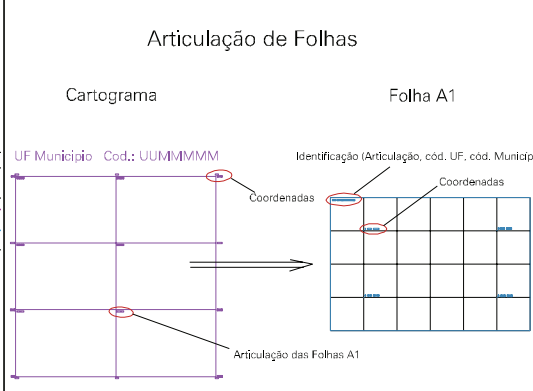 Articulação de Folhas
Cartograma
Folha A1
UF Municipio Cod.: UUMMMMM
Identificação (Articulação, cód. UF, cód. Municíp
Coordenadas
Coordenadas
Articulação das Folhas A1